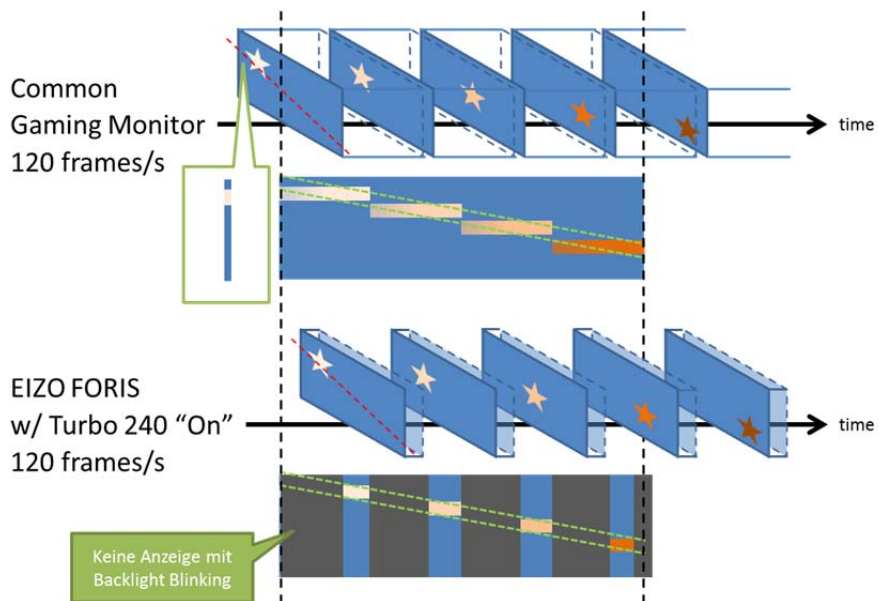 Common
Gaming Monitor
120 frames/s
time
EIZO FORIS
w/ Turbo 240 “On”
120 frames/s
time
Keine Anzeige mit
Backlight Blinking